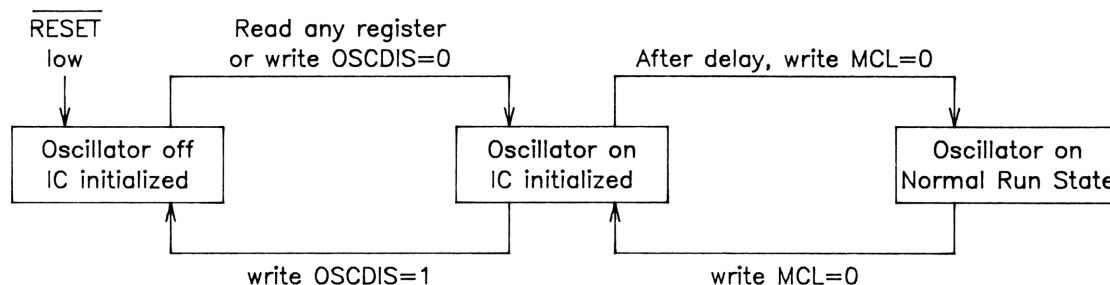 RESET
low
Read any register
or write OSCDIS=0
After delay, write MCL=0
Oscillator off
IC initialized
Oscillator on
IC initialized
Oscillator on
Normal Run State
write OSCDIS=1
write MCL=0